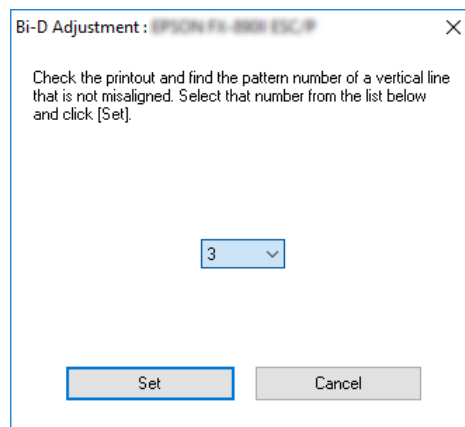 Bi-D Adjustment :
Check the printout and find the pattern number of a vertical line
that is not misaligned. Select that number from the list below
and click [Set].
3
Set
Cancel